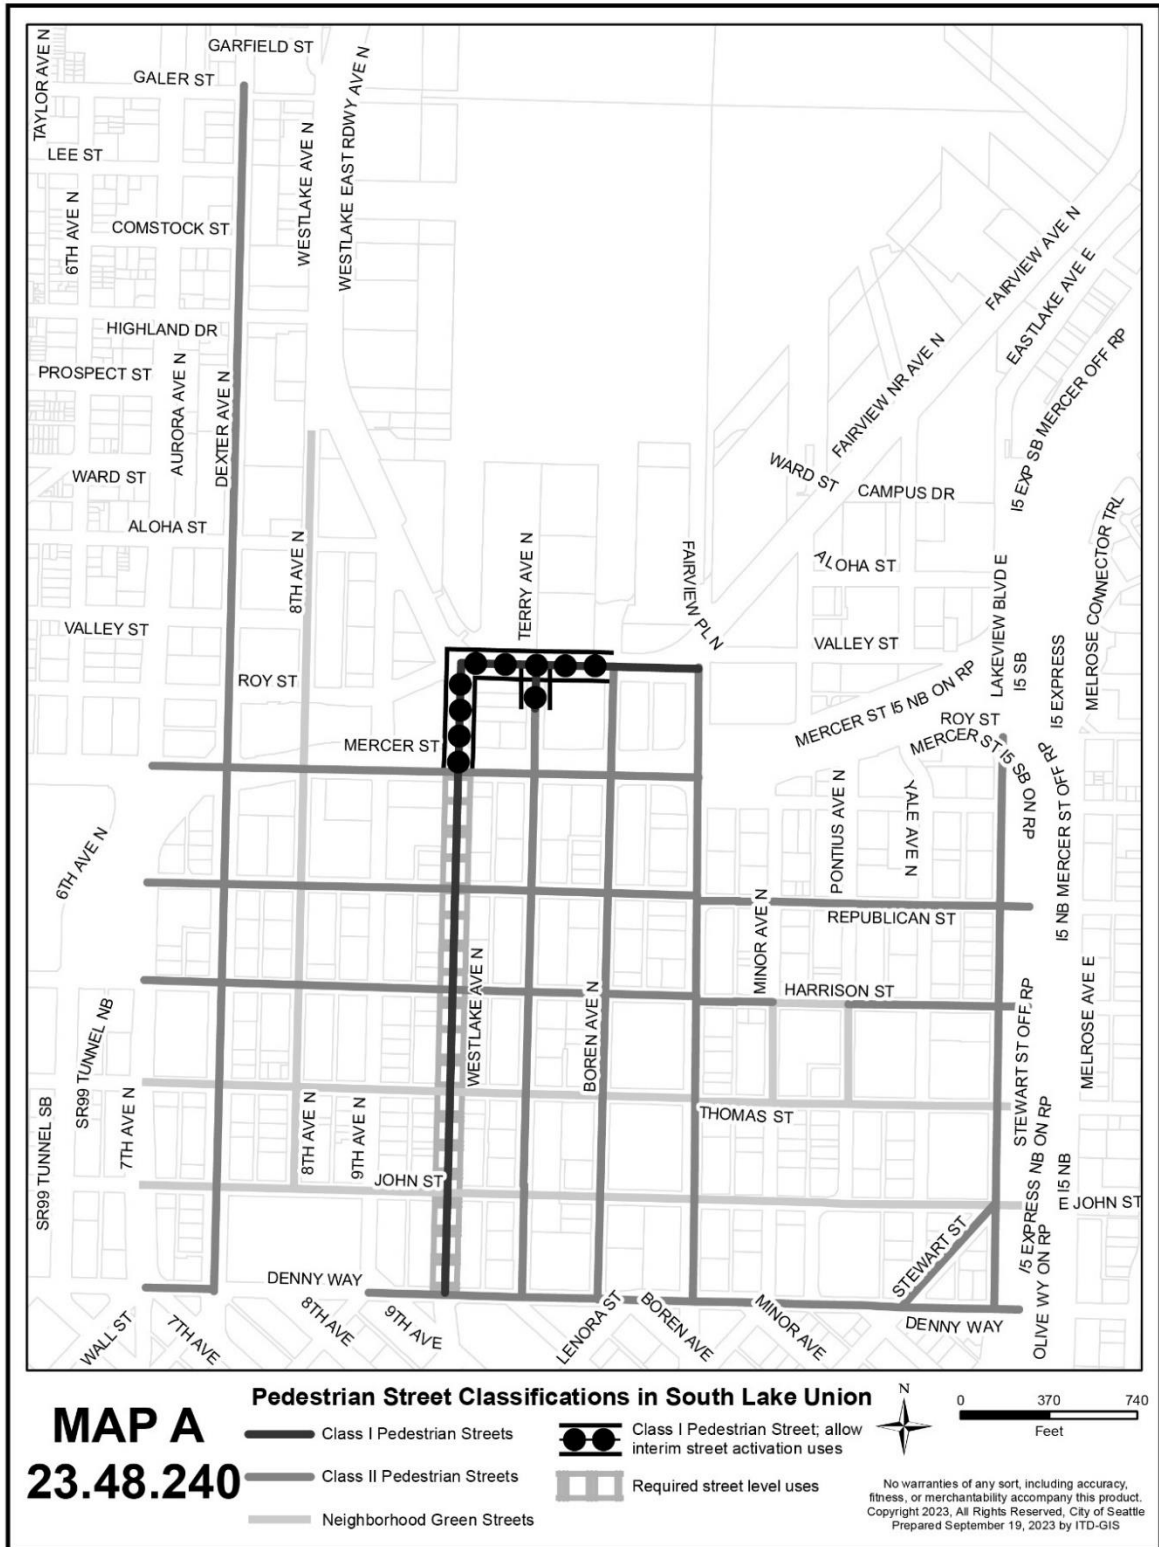 GARFIELD ST
GALER ST
TAYLOR AVE N
LEE ST
6TH AVE N
COMSTOCK ST
WESTLAKE AVE N
WESTLAKE EAST RDWY AVE N
HIGHLAND DR
PROSPECT ST
AURORA AVE N
DEXTER AVE N
WARD ST
ALOHA ST
8TH AVE N
VALLEY ST
ROY ST
MERCER ST
TERRY AVE N
FAIRVIEW PL N
FAIRVIEW AVE N
EASTLAKE AVE E
FAIRVIEW NR AVE N
I5 EXP SB MERCER OFF RP
WARD ST
CAMPUS DR
ALOHA ST
VALLEY ST
LAKEVIEW BLVD E
I5 SB
I5 EXPRESS
MELROSE CONNECTOR TRL
MERCER ST I5 NB ON RP
ROY ST
MERCER ST I5 SB ON RP
I5 NB MERCER ST OFF RP
PONTIUS AVE N
YALE AVE N
6TH AVE N
MINOR AVE N
REPUBLICAN ST
WESTLAKE AVE N
BOREN AVE N
HARRISON ST
STEWART ST OFF RP
MELROSE AVE E
SR99 TUNNEL NB
SR99 TUNNEL SB
7TH AVE N
8TH AVE N
9TH AVE N
THOMAS ST
JOHN ST
I5 EXPRESS NB ON RP
I5 NB
E JOHN ST
STEWART ST
OLIVE WY ON RP
DENNY WAY
WALL ST
7TH AVE
8TH AVE
9TH AVE
LENORA ST
BOREN AVE
MINOR AVE
DENNY WAY
MAP A
23.48.240
Pedestrian Street Classifications in South Lake Union
Class I Pedestrian Streets
Class II Pedestrian Streets
Neighborhood Green Streets
Class I Pedestrian Street; allow
interim street activation uses
Required street level uses
N
0 370 740
Feet
No warranties of any sort, including accuracy,
fitness, or merchantability accompany this product.
Copyright 2023, All Rights Reserved, City of Seattle
Prepared September 19, 2023 by ITD-GIS